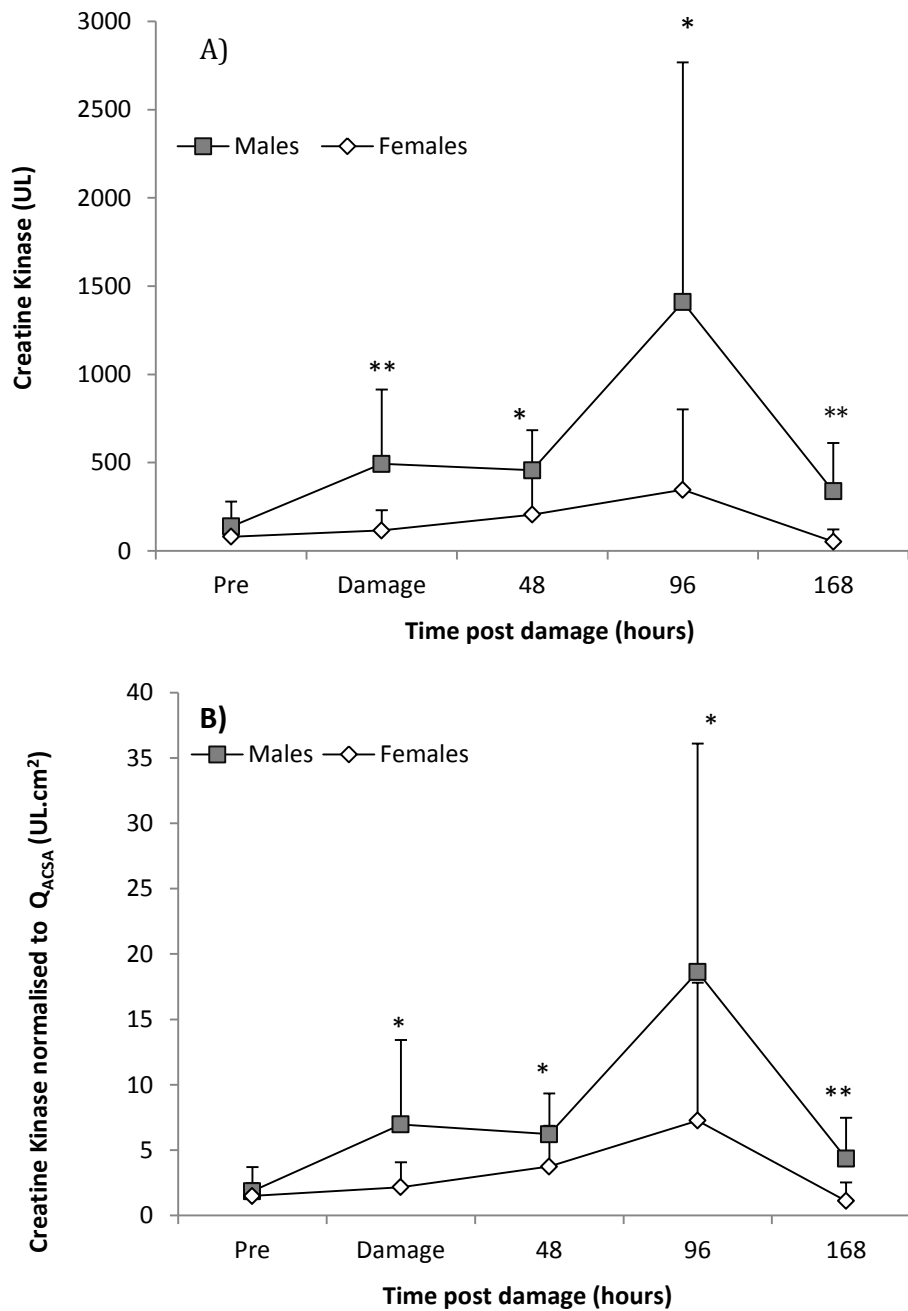 A)
*
Males Females
**
*
**
3000
2500
2000
1500
1000
500
0
Creatine Kinase (UL)
Pre Damage 48 96 168
Time post damage (hours)
B)
*
Males Females
*
*
**
40
35
30
25
20
15
10
5
0
Creatine Kinase normalised to Q_ACSA (UL.cm²)
Pre Damage 48 96 168
Time post damage (hours)